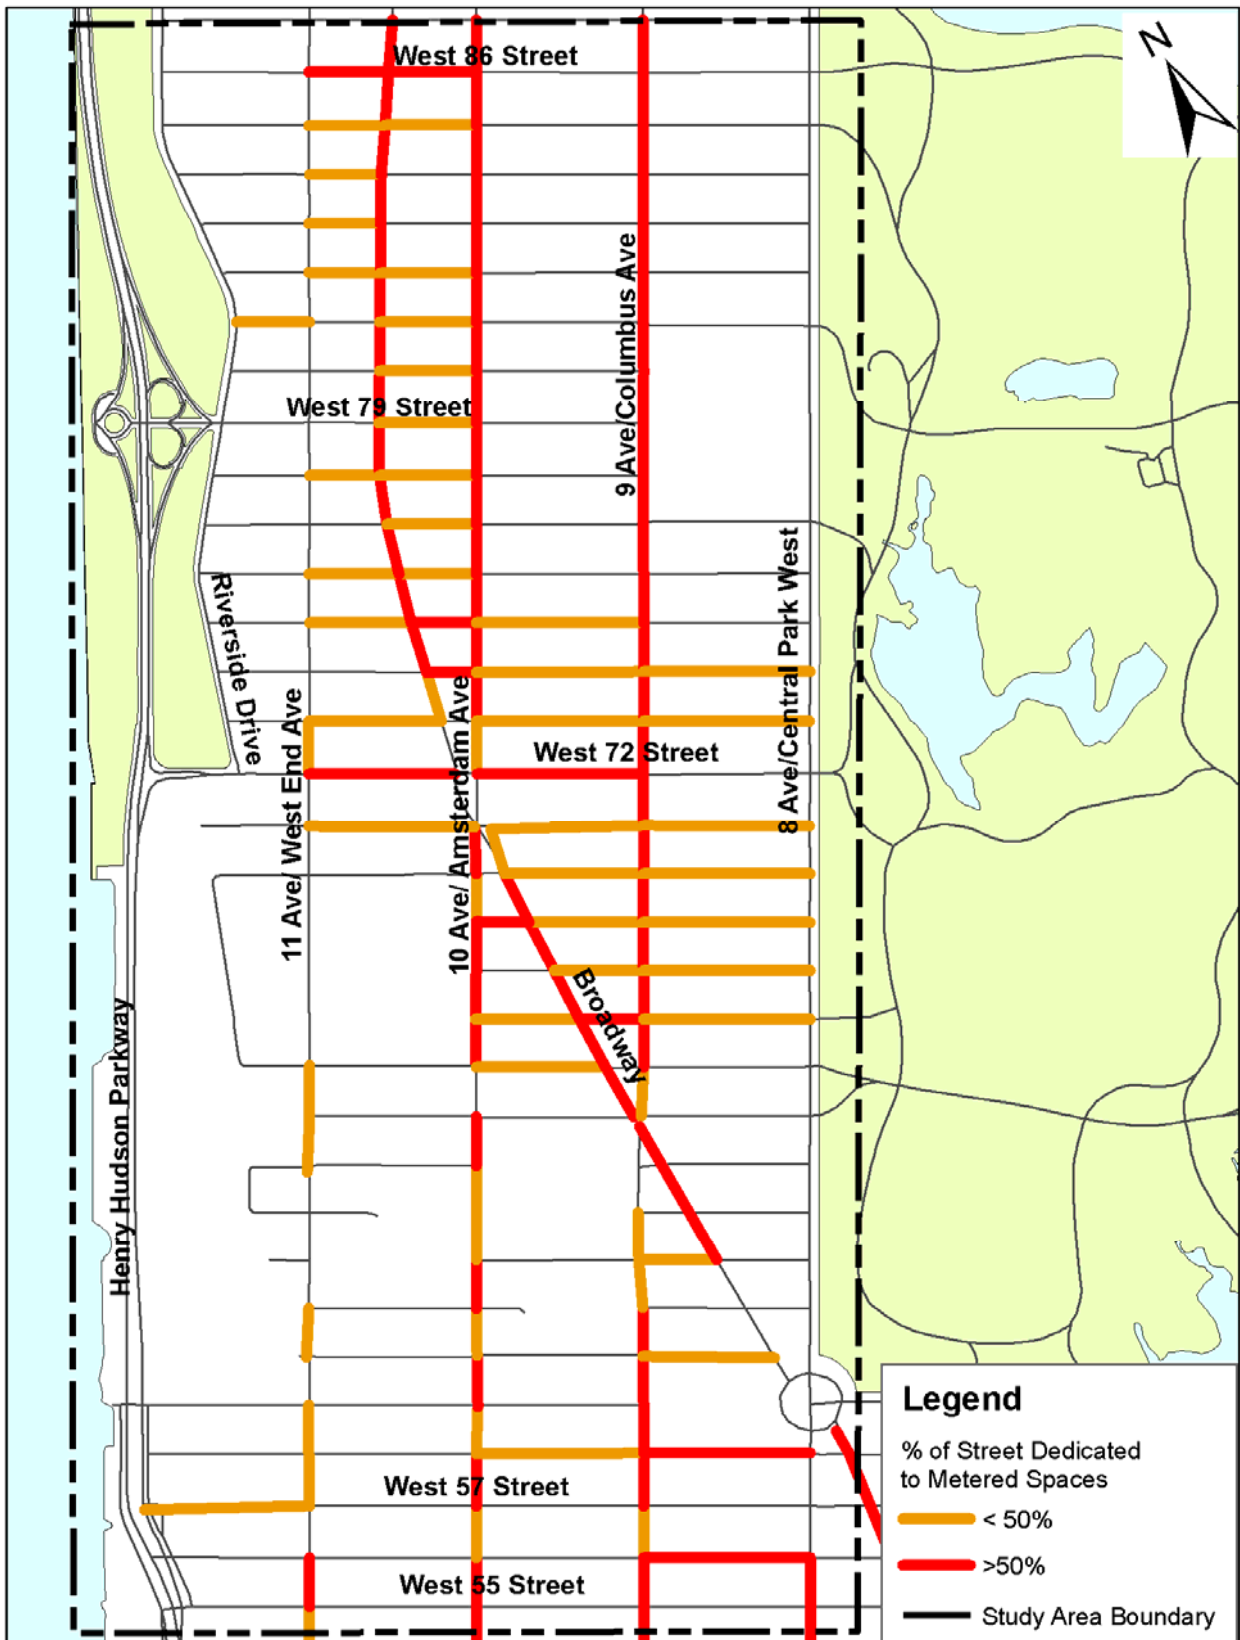 N
West 86 Street
9 Ave/Columbus Ave
West 79 Street
8 Ave/Central Park West
Riverside Drive
11 Ave/ West End Ave
10 Ave/ Amsterdam Ave
West 72 Street
Broadway
Henry Hudson Parkway
West 57 Street
West 55 Street
Legend
% of Street Dedicated
to Metered Spaces
< 50%
>50%
Study Area Boundary